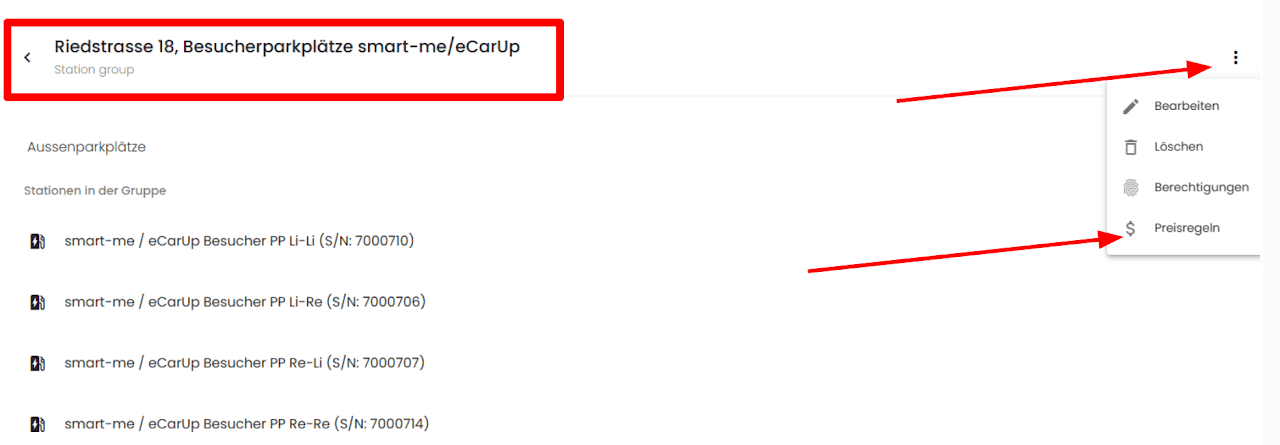 Riedstrasse 18, Besucherparkplätze smart-me/eCarUp
Station group
Bearbeiten
Löschen
Berechtigungen
Preisregeln
Aussenparkplätze
Stationen in der Gruppe
smart-me / eCarUp Besucher PP Li-Li (S/N: 7000710)
smart-me / eCarUp Besucher PP Li-Re (S/N: 7000706)
smart-me / eCarUp Besucher PP Re-Li (S/N: 7000707)
smart-me / eCarUp Besucher PP Re-Re (S/N: 7000714)